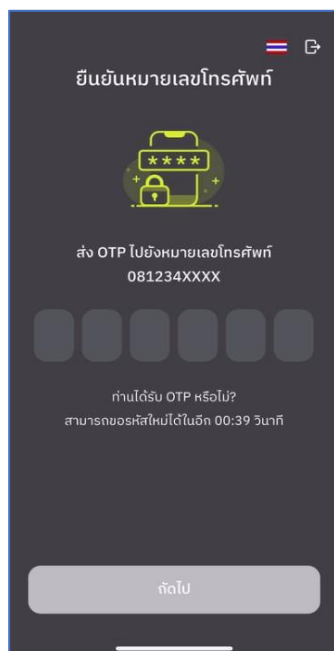 ยืนยันหมายเลขโทรศัพท์
****
ส่ง OTP ไปยังหมายเลขโทรศัพท์
081234XXXX
ท่านได้รับ OTP หรือไม่?
สามารถขอรหัสใหม่ได้ในอีก 00:39 วินาที
ถัดไป